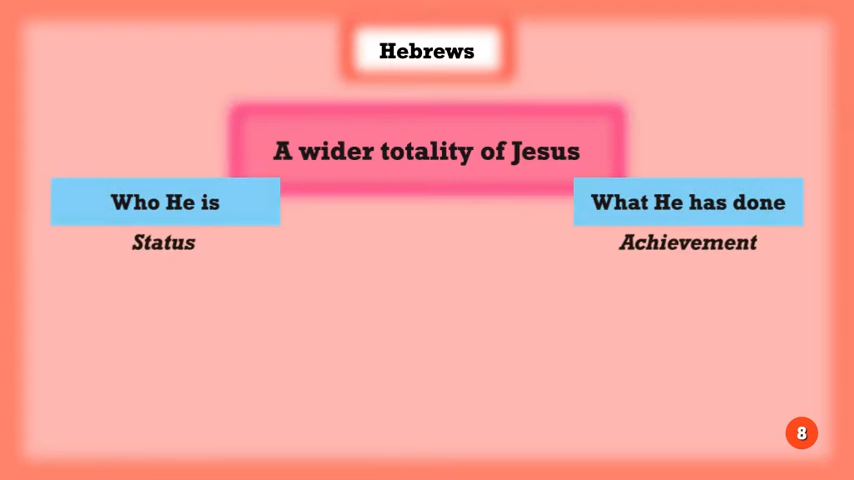 Hebrews
A wider totality of Jesus
Who He is
Status
What He has done
Achievement
8